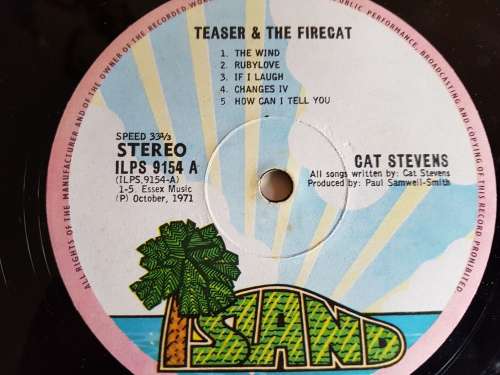 TEASER & THE FIRECAT
1 THE WIND
2 RUBYLOVE
3 IF I LAUGH
4 CHANGES IV
5 HOW CAN I TELL YOU
SPEED 33⅓
STEREO
ILPS 9154 A
(ILPS.9154-A)
1-5 Essex Music
(P) October, 1971
CAT STEVENS
All songs written by: Cat Stevens
Produced by: Paul Samwell-Smith
ISLAND
ALL RIGHTS OF THE MANUFACTURER AND OF THE OWNER OF THE RECORDED
PUBLIC PERFORMANCE, BROADCASTING AND COPYING OF THIS RECORD PROHIBITED